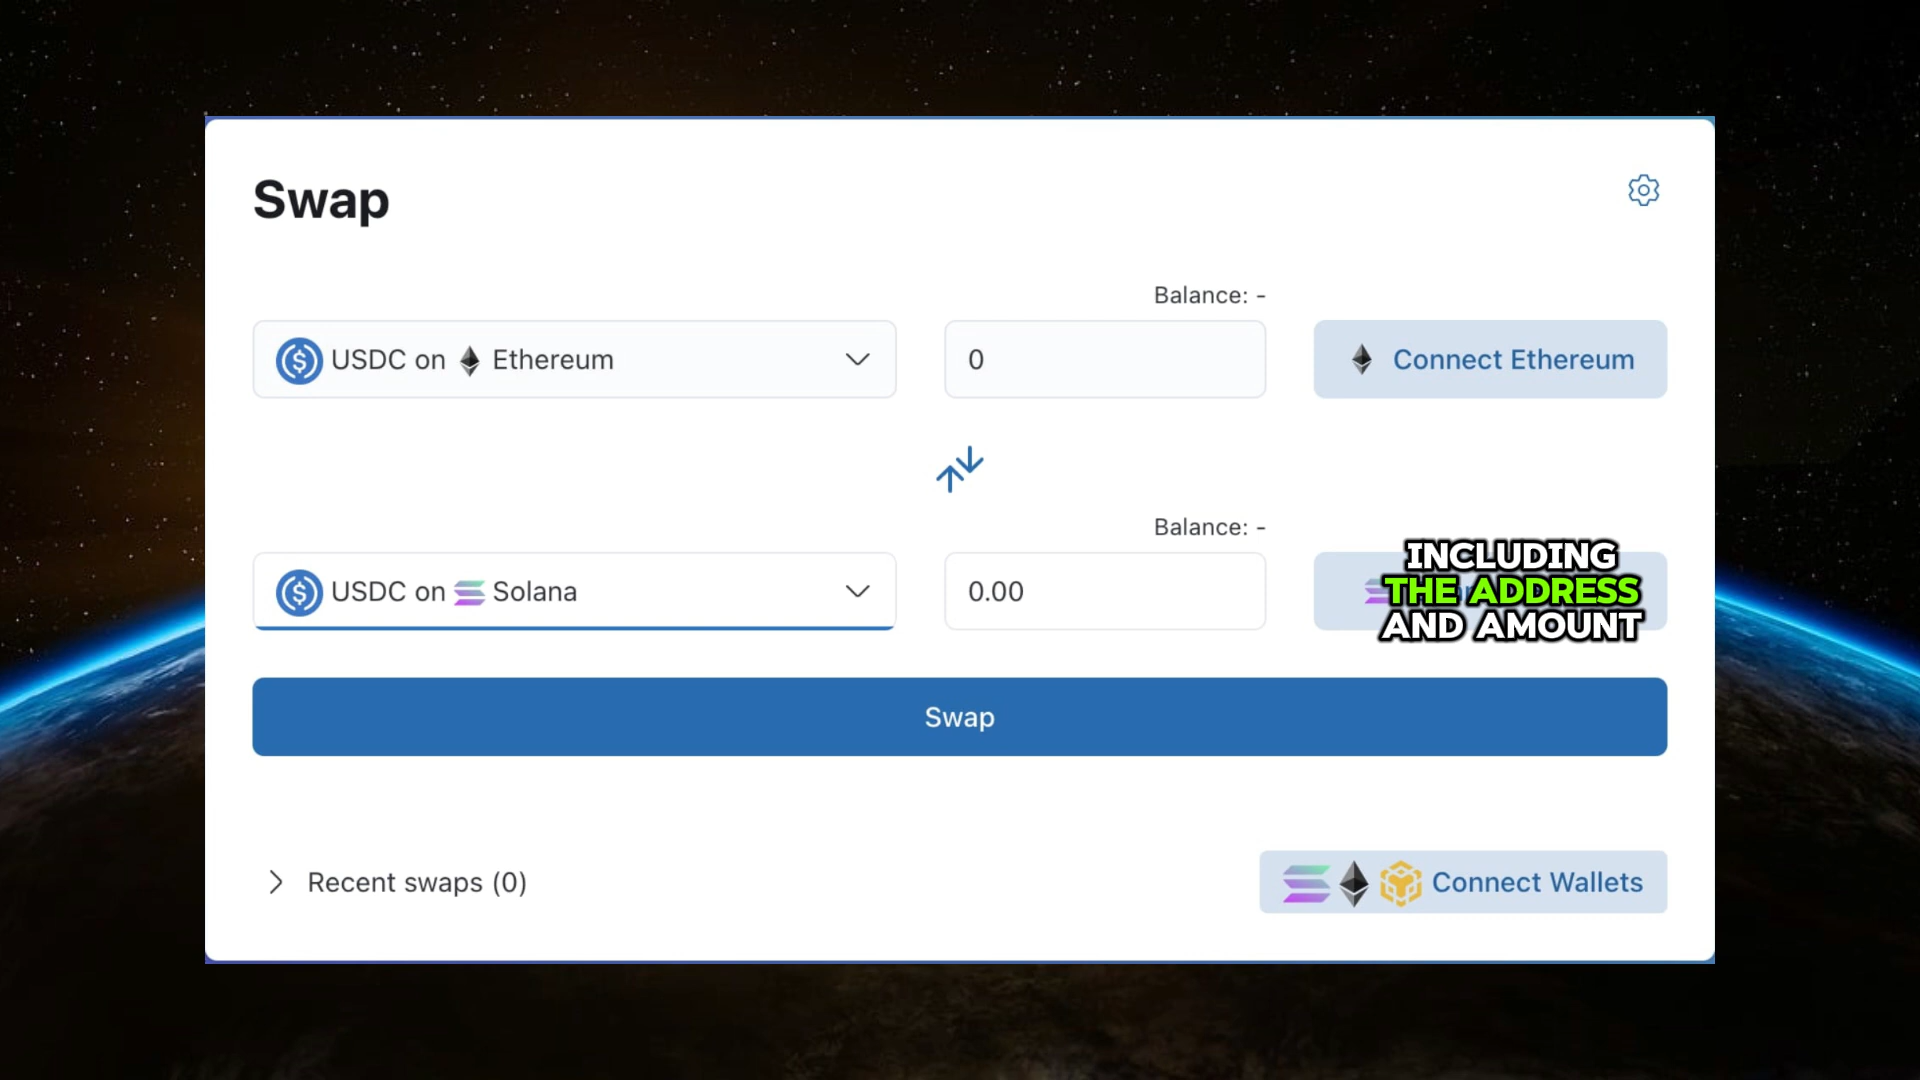 Swap
Balance: -
USDC on Ethereum
0
Connect Ethereum
Balance: -
USDC on Solana
0.00
INCLUDING
THE ADDRESS
AND AMOUNT
Swap
Recent swaps (0)
Connect Wallets